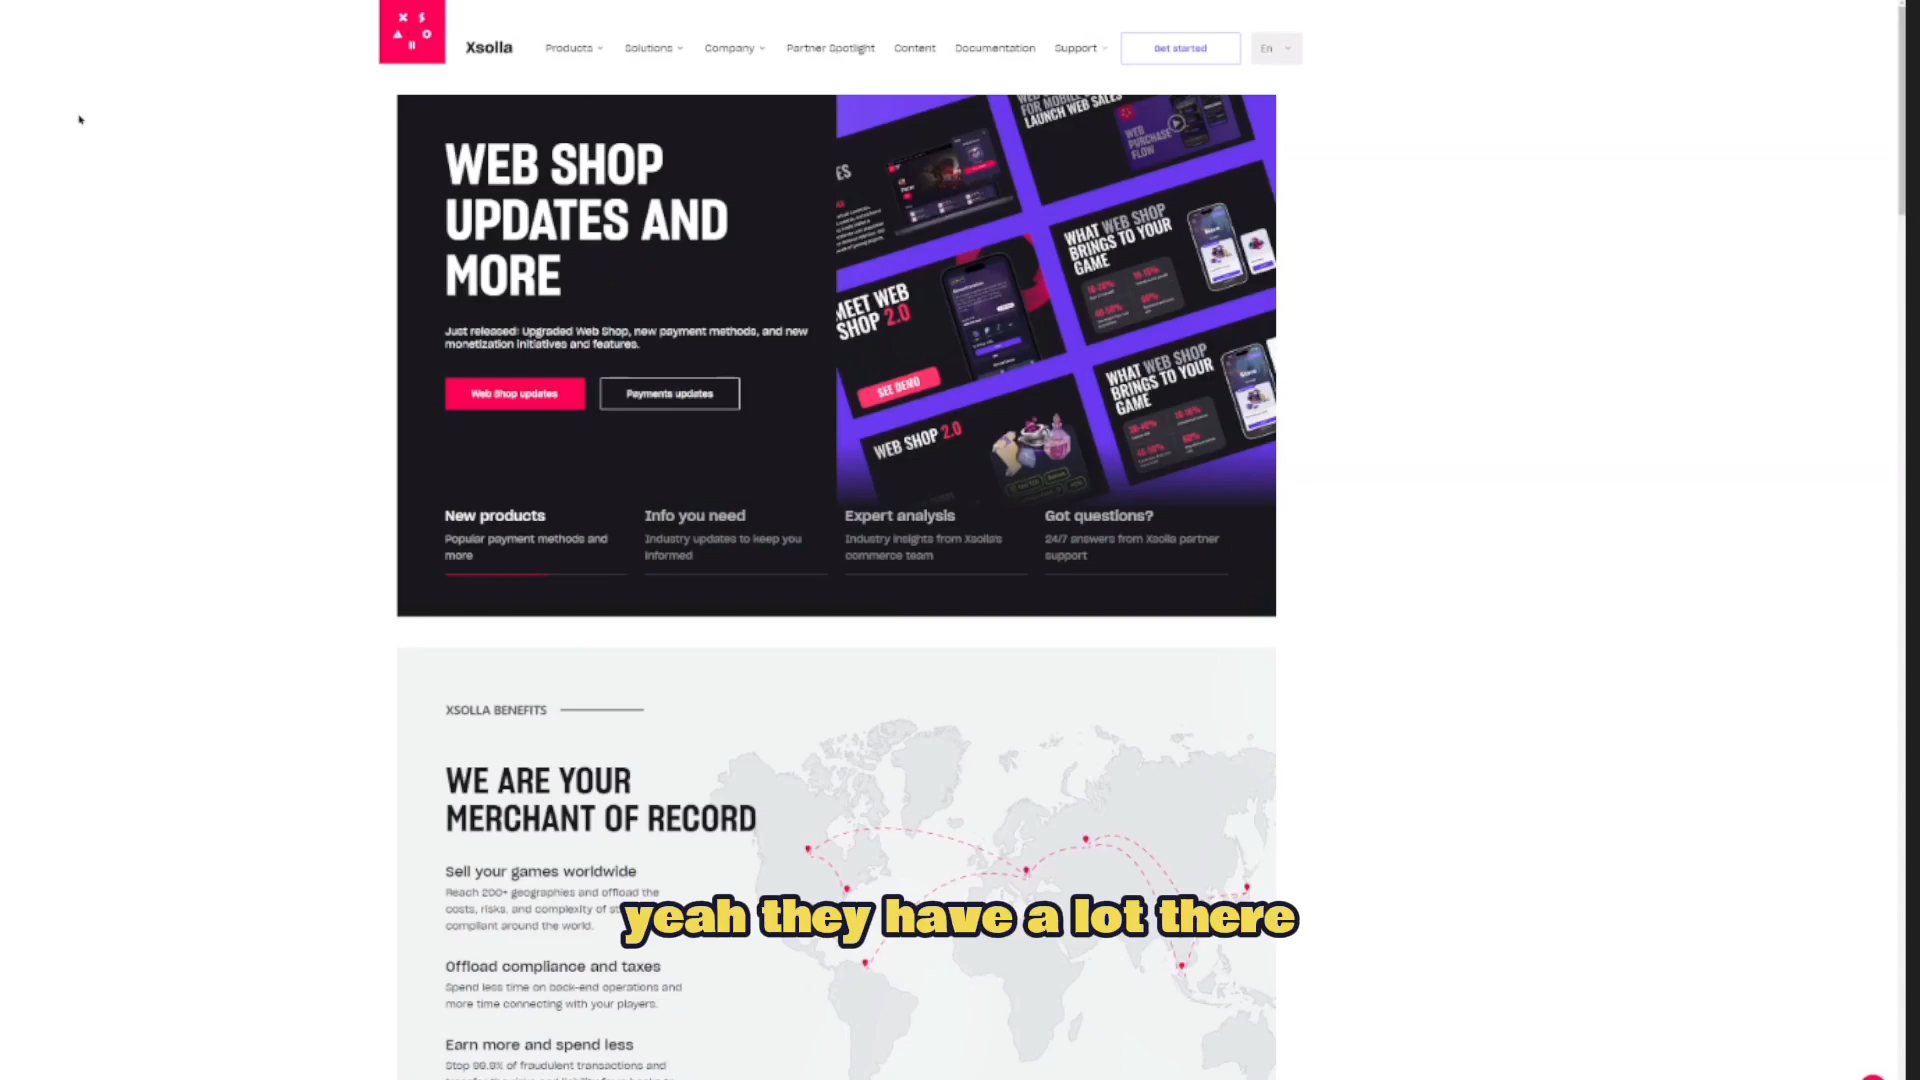 Xsolla
Products
Solutions
Company
Partner Spotlight
Content
Documentation
Support
Get started
En
WEB SHOP
UPDATES AND
MORE
Just released: Upgraded Web Shop, new payment methods, and new
monetization initiatives and features.
Web Shop updates
Payments updates
FOR MOBILE
LAUNCH WEB SALES
WEB
PURCHASE
FLOW
WHAT WEB SHOP
BRINGS TO YOUR
GAME
MEET WEB
SHOP 2.0
SEE DEMO
WHAT WEB SHOP
BRINGS TO YOUR
GAME
WEB SHOP 2.0
New products
Popular payment methods and
more
Info you need
Industry updates to keep you
informed
Expert analysis
Industry insights from Xsolla's
commerce team
Got questions?
24/7 answers from Xsolla partner
support
XSOLLA BENEFITS
WE ARE YOUR
MERCHANT OF RECORD
Sell your games worldwide
Reach 200+ geographies and offload the
costs, risks, and complexity of
compliant around the world.
yeah they have a lot there
Offload compliance and taxes
Spend less time on back-end operations and
more time connecting with your players.
Earn more and spend less
Stop 99.9% of fraudulent transactions and